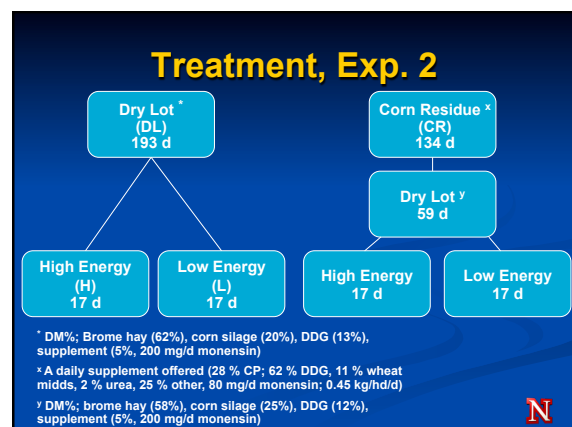 Treatment, Exp. 2
Dry Lot *
(DL)
193 d
Corn Residue x
(CR)
134 d
Dry Lot y
59 d
High Energy
(H)
17 d
Low Energy
(L)
17 d
High Energy
17 d
Low Energy
17 d
* DM%; Brome hay (62%), corn silage (20%), DDG (13%),
supplement (5%, 200 mg/d monensin)
x A daily supplement offered (28 % CP; 62 % DDG, 11 % wheat
midds, 2 % urea, 25 % other, 80 mg/d monensin; 0.45 kg/hd/d)
y DM%; brome hay (58%), corn silage (25%), DDG (12%),
supplement (5%, 200 mg/d monensin)
N